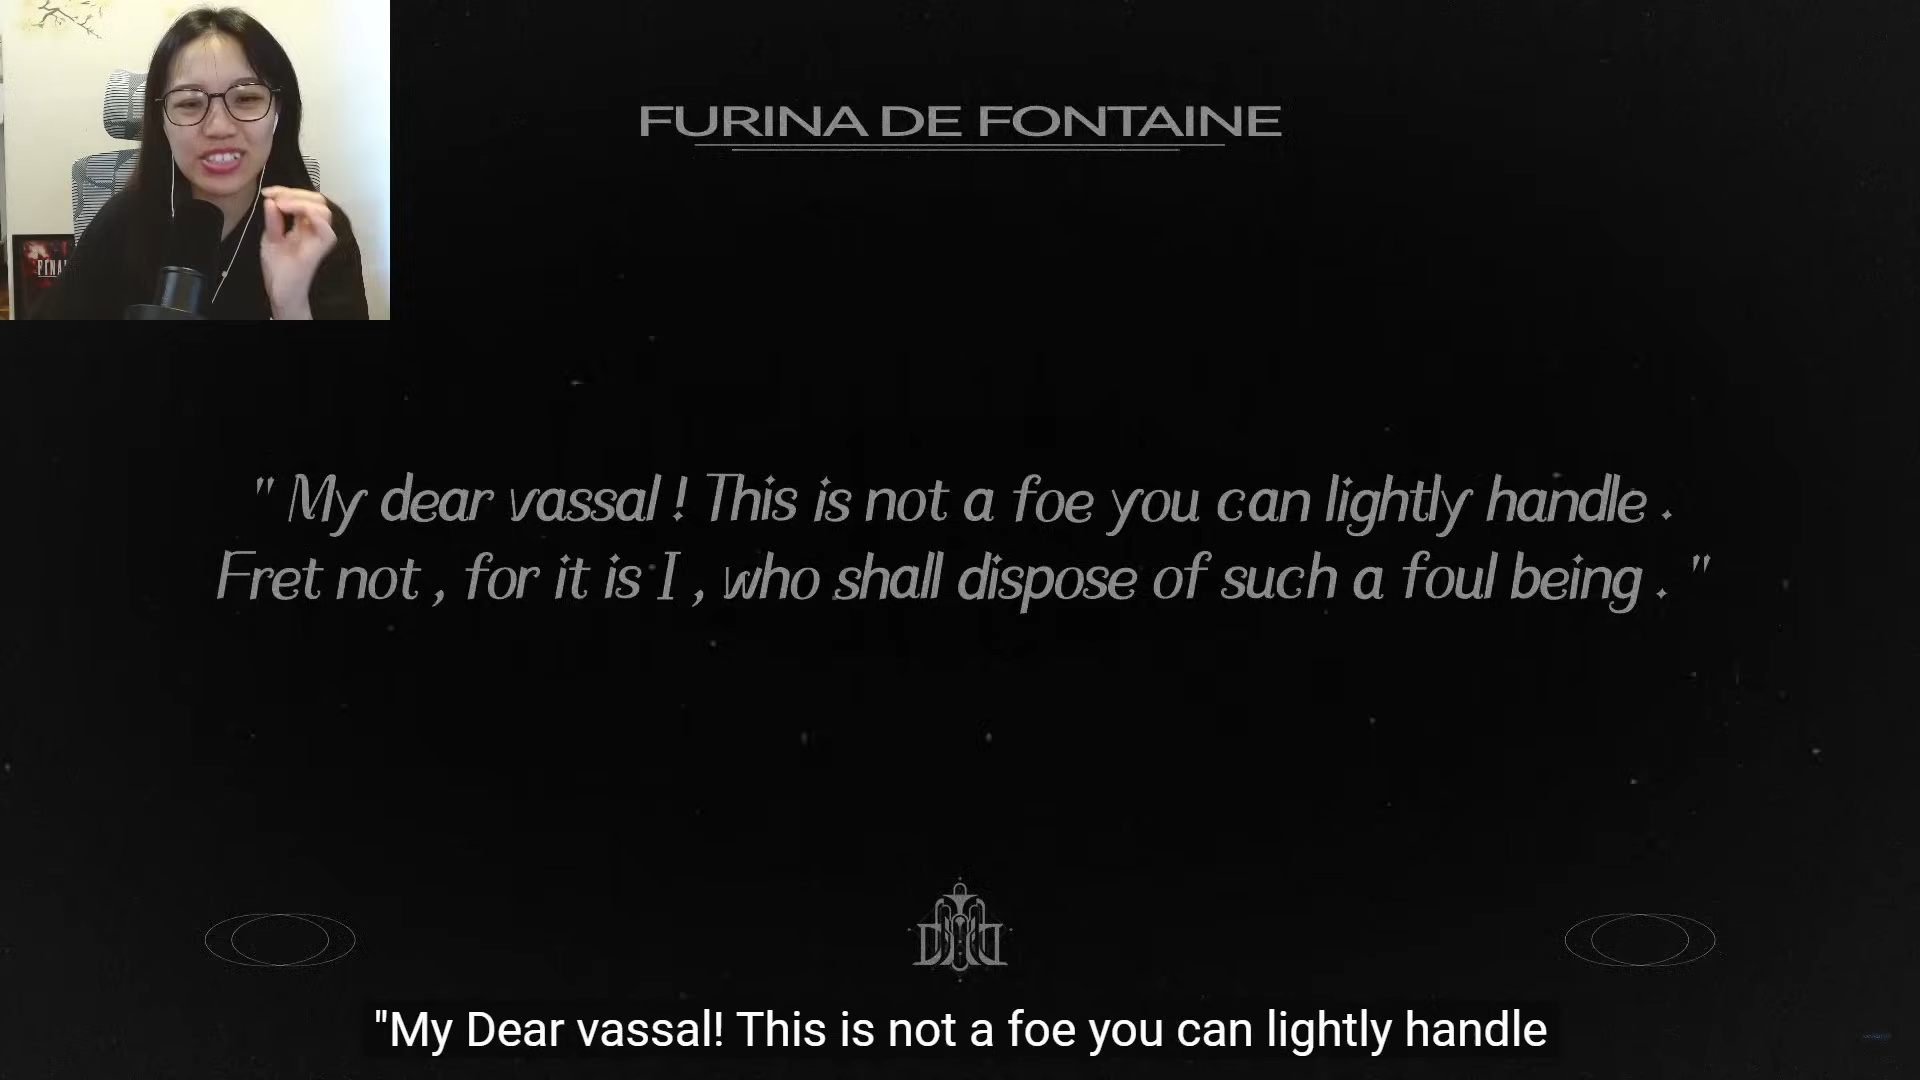 FINA
FURINA DE FONTAINE
" My dear vassal ! This is not a foe you can lightly handle .
Fret not , for it is I , who shall dispose of such a foul being . "
"My Dear vassal! This is not a foe you can lightly handle